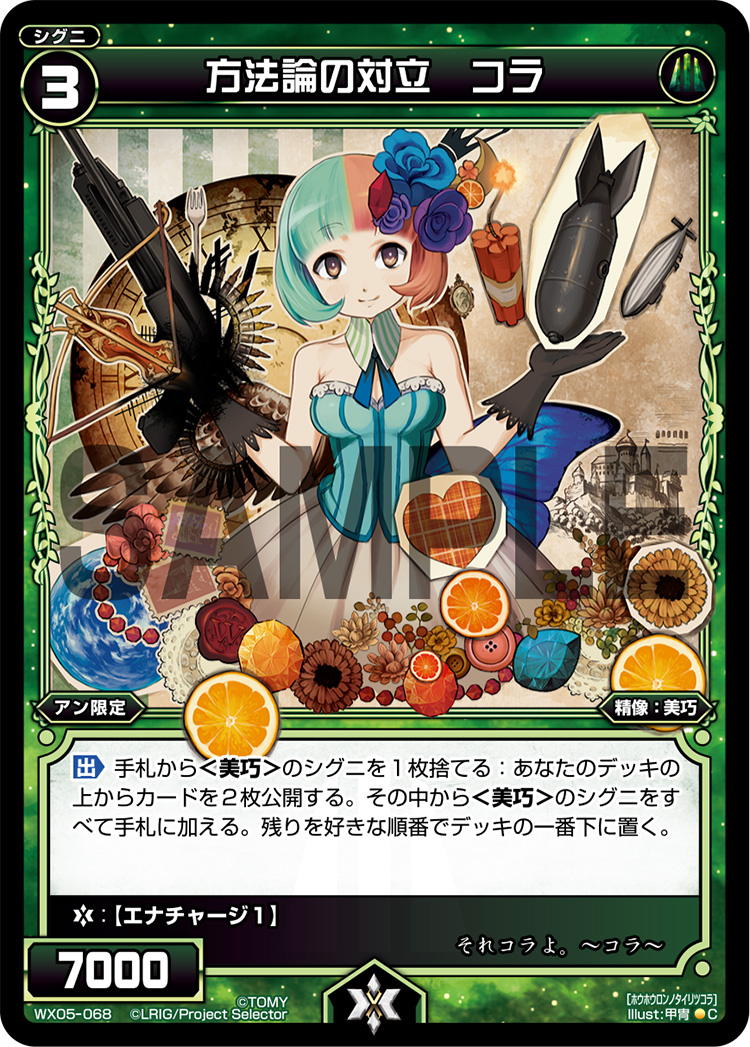 シグニ
3
方法論の対立　コラ
SAMPLE
XII
W
アン限定
精像：美巧
出 手札から＜美巧＞のシグニを１枚捨てる：あなたのデッキの
上からカードを２枚公開する。その中から＜美巧＞のシグニをす
べて手札に加える。残りを好きな順番でデッキの一番下に置く。
：【エナチャージ１】
それコラよ。～コラ～
7000
©TOMY
WX05-068 ©LRIG/Project Selector
[ホウホウロンノタイリツコラ]
Illust:甲冑 C